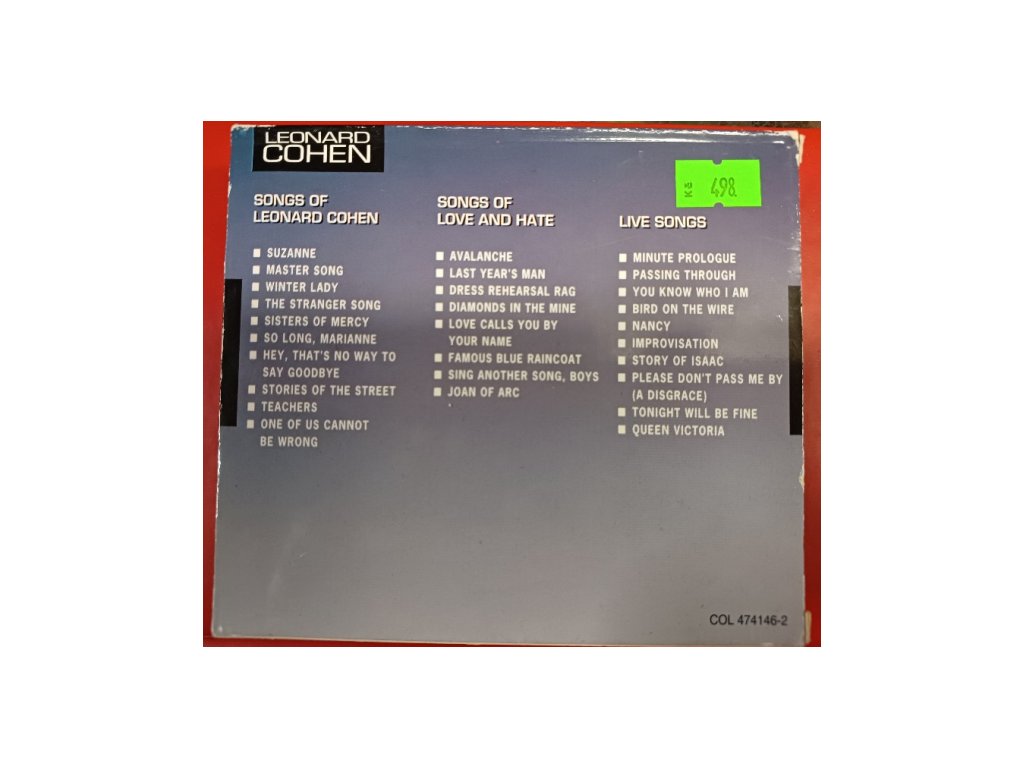 LEONARD
COHEN
Kč 498.
SONGS OF
LEONARD COHEN
SUZANNE
MASTER SONG
WINTER LADY
THE STRANGER SONG
SISTERS OF MERCY
SO LONG, MARIANNE
HEY, THAT'S NO WAY TO
SAY GOODBYE
STORIES OF THE STREET
TEACHERS
ONE OF US CANNOT
BE WRONG
SONGS OF
LOVE AND HATE
AVALANCHE
LAST YEAR'S MAN
DRESS REHEARSAL RAG
DIAMONDS IN THE MINE
LOVE CALLS YOU BY
YOUR NAME
FAMOUS BLUE RAINCOAT
SING ANOTHER SONG, BOYS
JOAN OF ARC
LIVE SONGS
MINUTE PROLOGUE
PASSING THROUGH
YOU KNOW WHO I AM
BIRD ON THE WIRE
NANCY
IMPROVISATION
STORY OF ISAAC
PLEASE DON'T PASS ME BY
(A DISGRACE)
TONIGHT WILL BE FINE
QUEEN VICTORIA
COL 474146-2